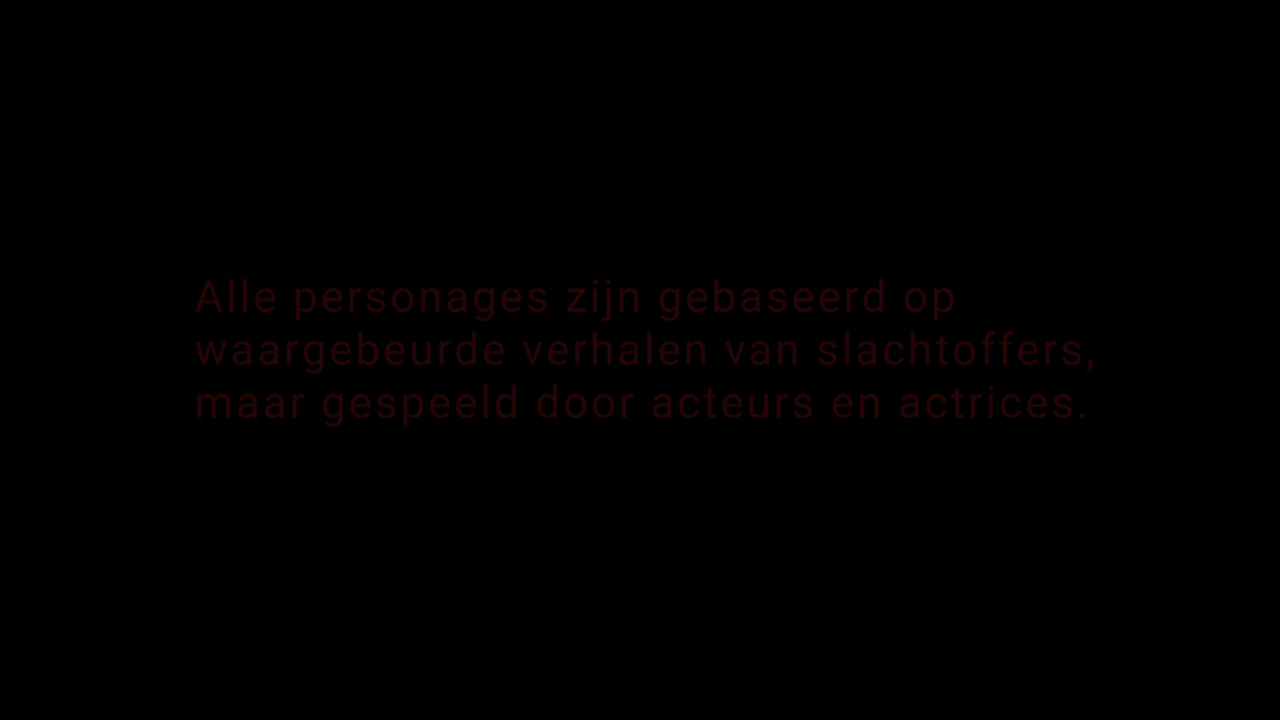 Alle personages zijn gebaseerd op
waargebeurde verhalen van slachtoffers,
maar gespeeld door acteurs en actrices.